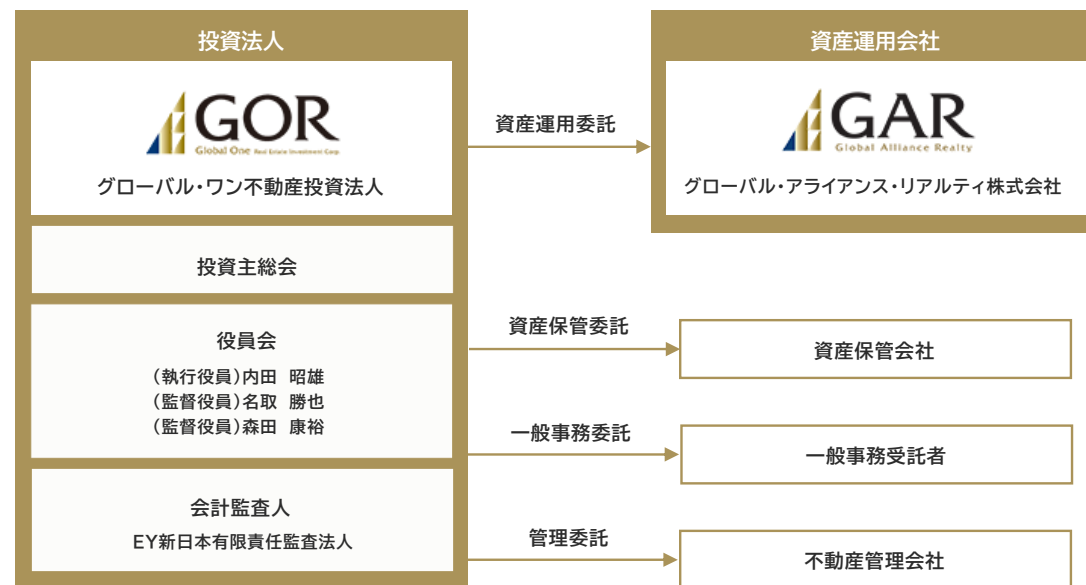 投資法人
GOR
Global One Real Estate Investment Corp.
グローバル・ワン不動産投資法人
投資主総会
役員会
(執行役員)内田 昭雄
(監督役員)名取 勝也
(監督役員)森田 康裕
会計監査人
EY新日本有限責任監査法人
資産運用委託
資産運用会社
GAR
Global Alliance Realty
グローバル・アライアンス・リアルティ株式会社
資産保管委託
資産保管会社
一般事務委託
一般事務受託者
管理委託
不動産管理会社